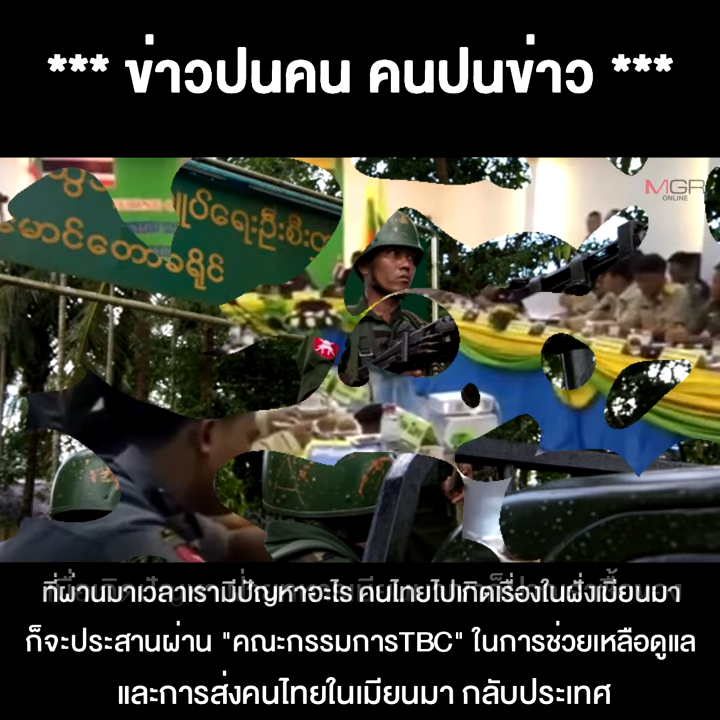 *** ข่าวปนคน คนปนข่าว ***
MGR
ONLINE
မောင်တောခရိုင်
ที่ผ่านมาเวลาเรามีปัญหาอะไร คนไทยไปเกิดเรื่องในฝั่งเมียนมา
ก็จะประสานผ่าน "คณะกรรมการTBC" ในการช่วยเหลือดูแล
และการส่งคนไทยในเมียนมา กลับประเทศ